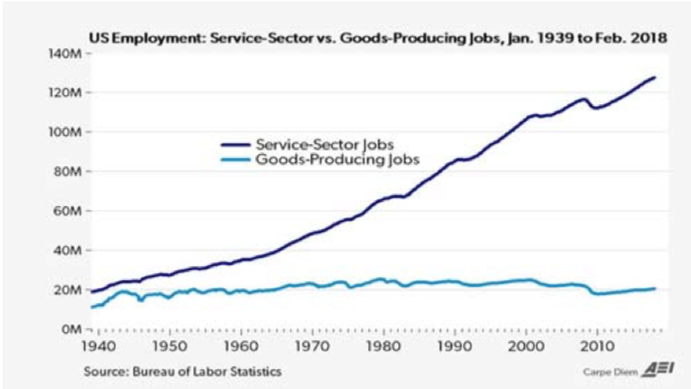 US Employment: Service-Sector vs. Goods-Producing Jobs, Jan. 1939 to Feb. 2018
140M
120M
100M
80M
60M
40M
20M
0M
Service-Sector Jobs
Goods-Producing Jobs
1940 1950 1960 1970 1980 1990 2000 2010
Source: Bureau of Labor Statistics
Carpe Diem AEI